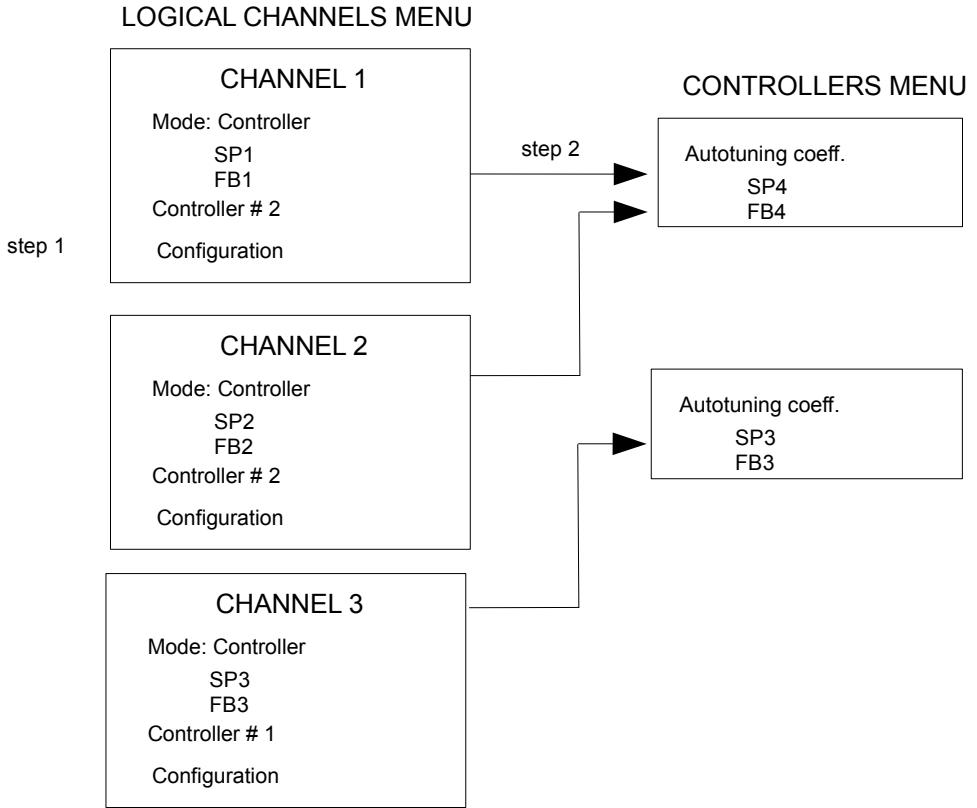 LOGICAL CHANNELS MENU
CHANNEL 1
Mode: Controller
SP1
FB1
Controller # 2
Configuration
step 1
step 2
CONTROLLERS MENU
Autotuning coeff.
SP4
FB4
CHANNEL 2
Mode: Controller
SP2
FB2
Controller # 2
Configuration
Autotuning coeff.
SP3
FB3
CHANNEL 3
Mode: Controller
SP3
FB3
Controller # 1
Configuration